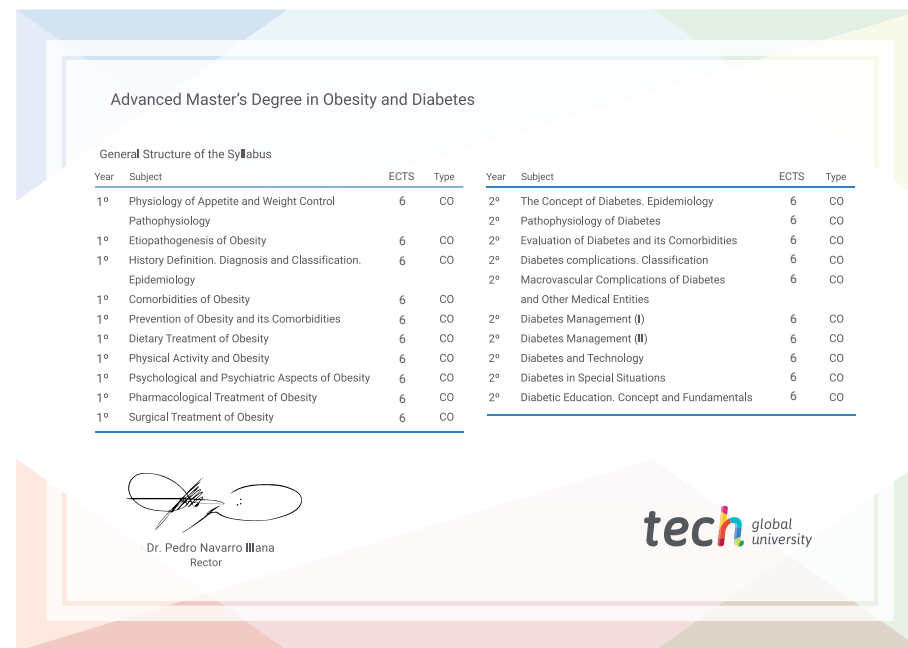 Advanced Master's Degree in Obesity and Diabetes
General Structure of the Syllabus
Year Subject ECTS Type
1º Physiology of Appetite and Weight Control 6 CO
Pathophysiology
1º Etiopathogenesis of Obesity 6 CO
1º History Definition. Diagnosis and Classification. 6 CO
Epidemiology
1º Comorbidities of Obesity 6 CO
1º Prevention of Obesity and its Comorbidities 6 CO
1º Dietary Treatment of Obesity 6 CO
1º Physical Activity and Obesity 6 CO
1º Psychological and Psychiatric Aspects of Obesity 6 CO
1º Pharmacological Treatment of Obesity 6 CO
1º Surgical Treatment of Obesity 6 CO
Year Subject ECTS Type
2º The Concept of Diabetes. Epidemiology 6 CO
2º Pathophysiology of Diabetes 6 CO
2º Evaluation of Diabetes and its Comorbidities 6 CO
2º Diabetes complications. Classification 6 CO
2º Macrovascular Complications of Diabetes 6 CO
and Other Medical Entities
2º Diabetes Management (I) 6 CO
2º Diabetes Management (II) 6 CO
2º Diabetes and Technology 6 CO
2º Diabetes in Special Situations 6 CO
2º Diabetic Education. Concept and Fundamentals 6 CO
Dr. Pedro Navarro Illana
Rector
tech global
university